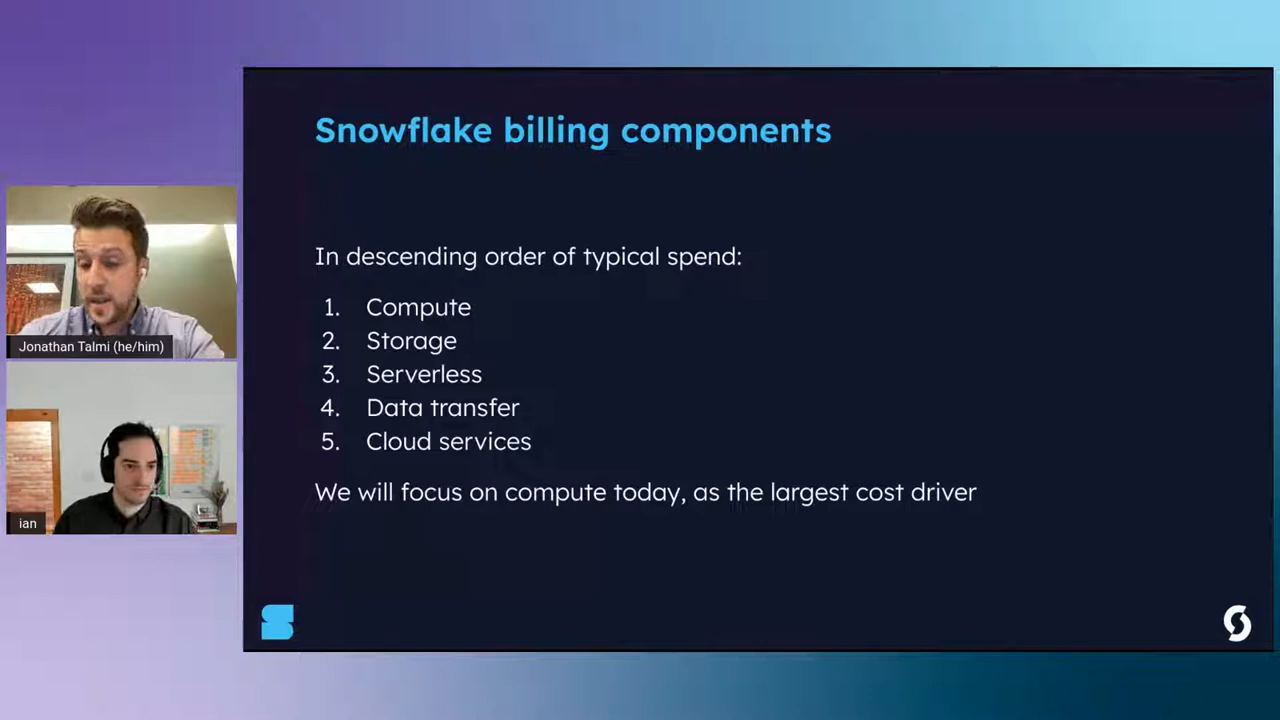 Snowflake billing components
In descending order of typical spend:
1. Compute
2. Storage
3. Serverless
4. Data transfer
5. Cloud services
We will focus on compute today, as the largest cost driver
Jonathan Talmi (he/him)
ian